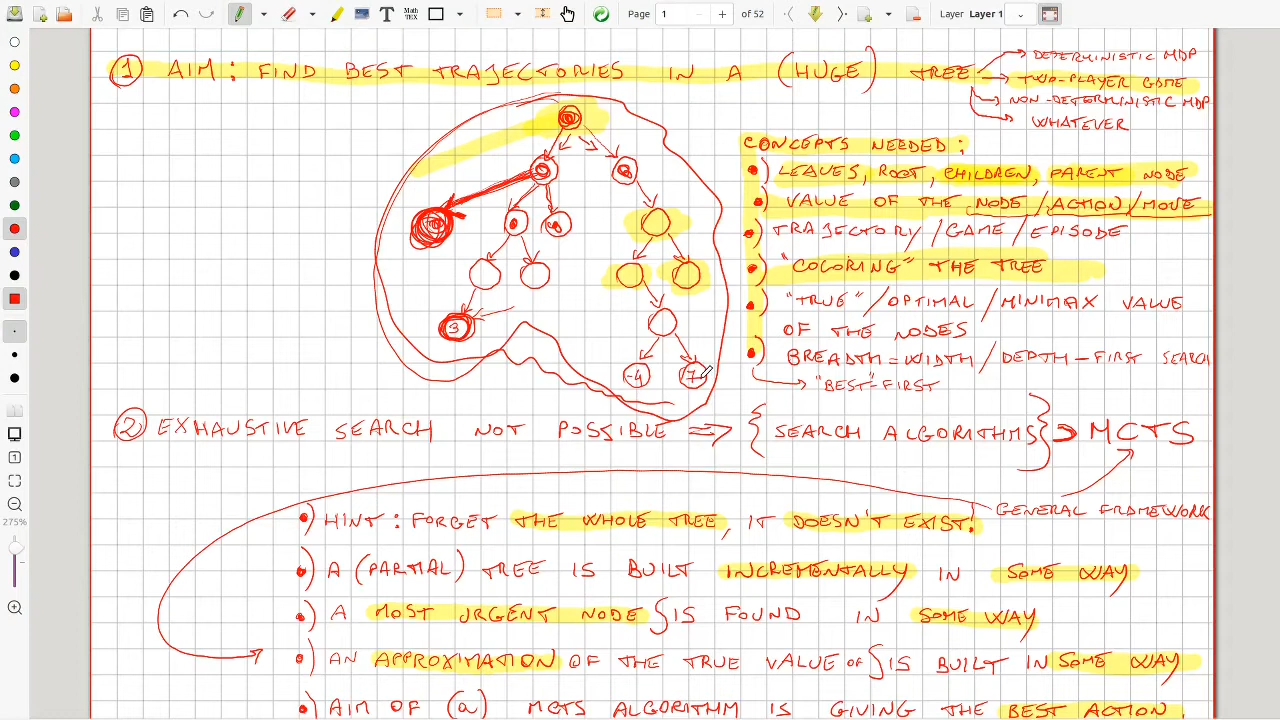 Page 1 of 5 Layer Layer 1
① AIM : FIND BEST TRAJECTORIES IN A (HUGE) TREE
DETERMINISTIC MDP
TWO-PLAYER GAME
NON-DETERMINISTIC MDP
WHATEVER
CONCEPTS NEEDED :
•) LEAVES, ROOT, CHILDREN, PARENT NODE
•) VALUE OF THE NODE/ACTION/MOVE
•) TRAJECTORY/GAME/EPISODE
•) "COLORING" THE TREE
•) "TRUE"/OPTIMAL/MINIMAX VALUE
OF THE NODES
•) BREADTH=WIDTH/DEPTH-FIRST SEARCH
"BEST"-FIRST
3
-4
7
② EXHAUSTIVE SEARCH NOT POSSIBLE ⇒ {SEARCH ALGORITHMS} ⊃ MCTS
GENERAL FRAMEWORK
•) HINT : FORGET THE WHOLE TREE, IT DOESN'T EXIST!
•) A (PARTIAL) TREE IS BUILT INCREMENTALLY IN SOME WAY
•) A MOST URGENT NODE ʃ IS FOUND IN SOME WAY
•) AN APPROXIMATION OF THE TRUE VALUE OF ʃ IS BUILT IN SOME WAY
•) AIM OF (a) MCTS ALGORITHM IS GIVING THE BEST ACTION.
275%